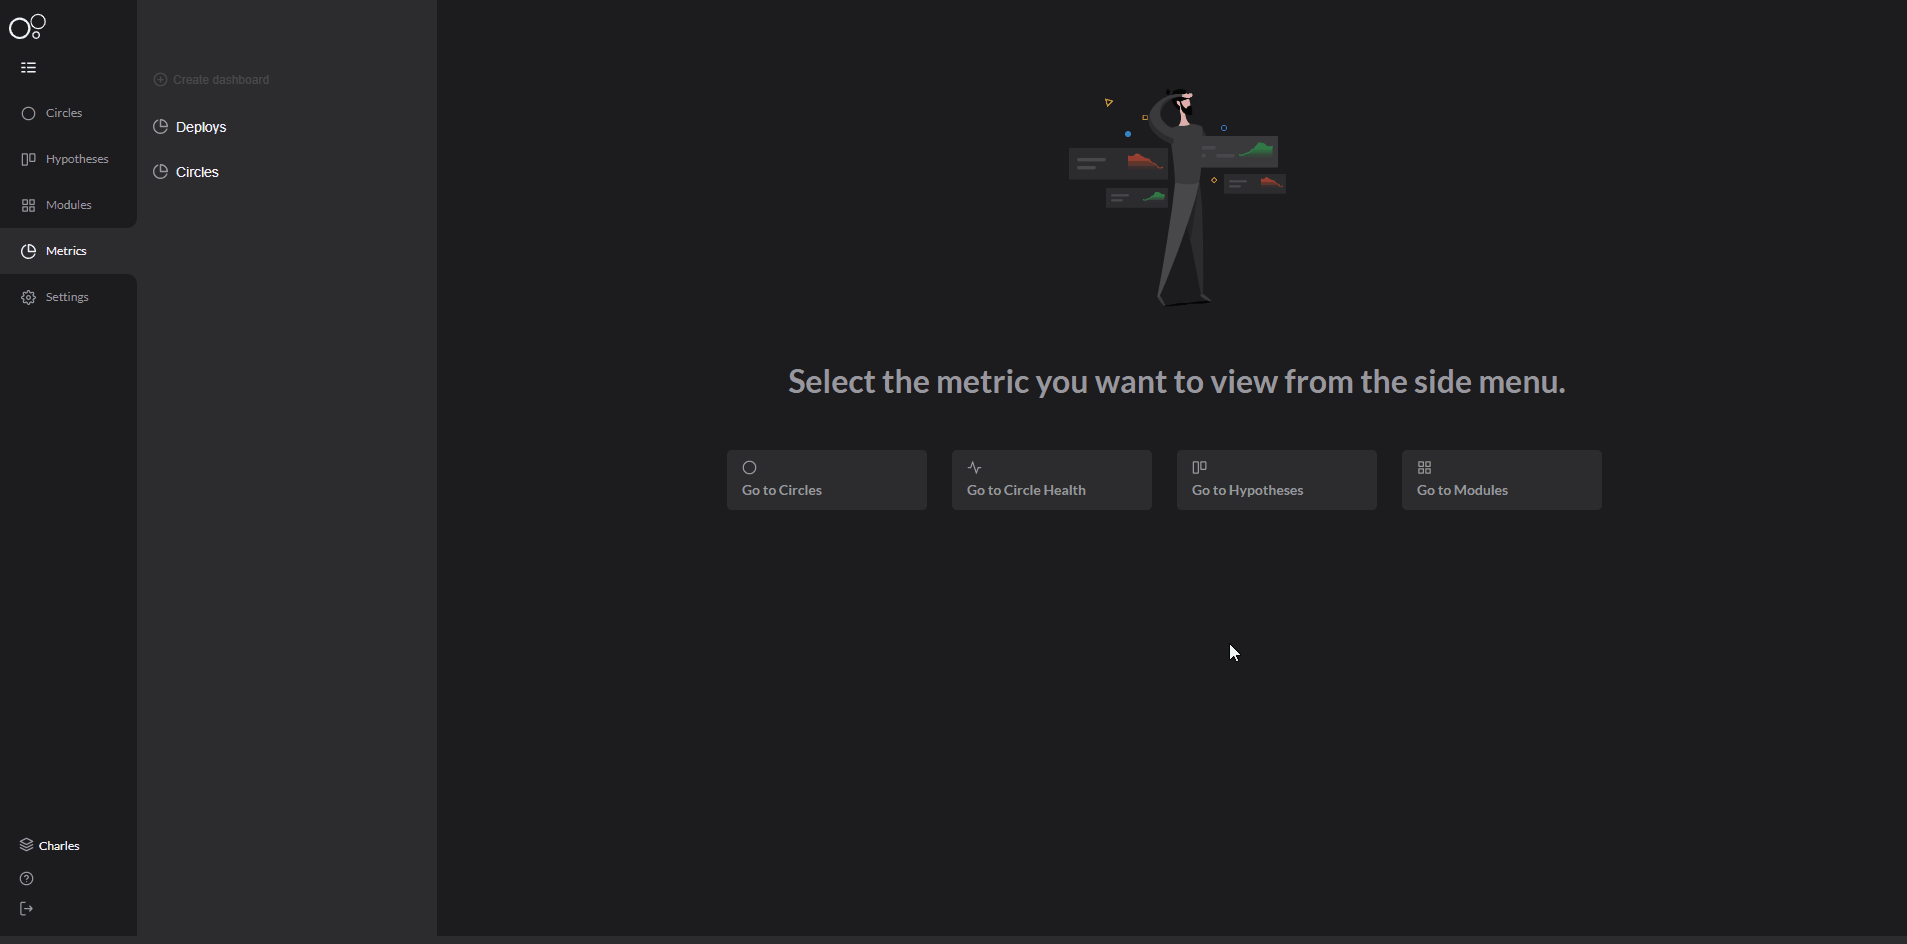 Circles
Hypotheses
Modules
Metrics
Settings
Charles
Create dashboard
Deploys
Circles
Select the metric you want to view from the side menu.
Go to Circles
Go to Circle Health
Go to Hypotheses
Go to Modules